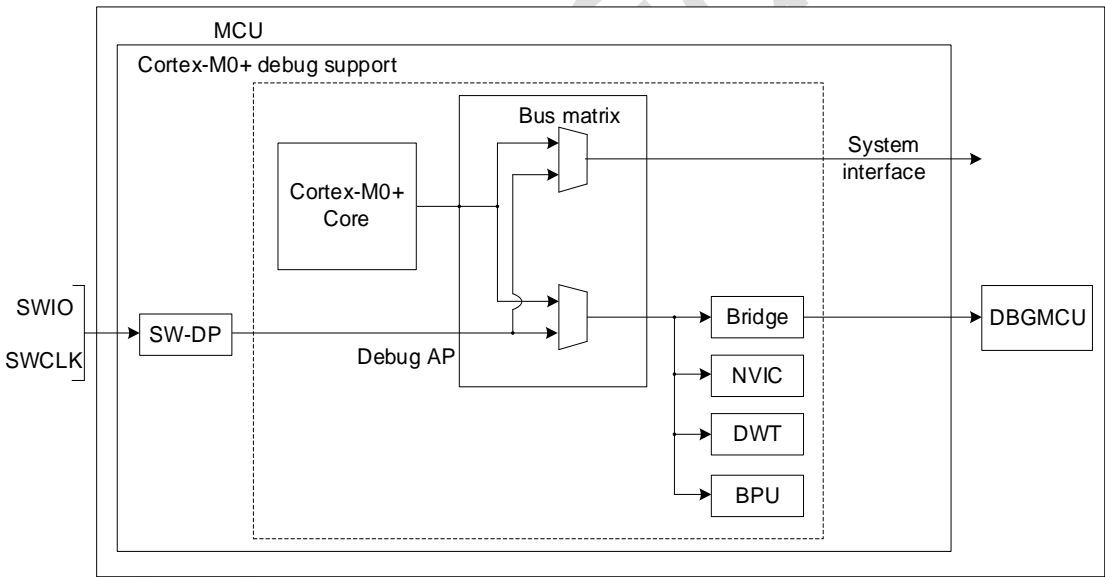 MCU
Cortex-M0+ debug support
Bus matrix
System
interface
Cortex-M0+
Core
SWIO
SWCLK
SW-DP
Debug AP
Bridge
DBGMCU
NVIC
DWT
BPU